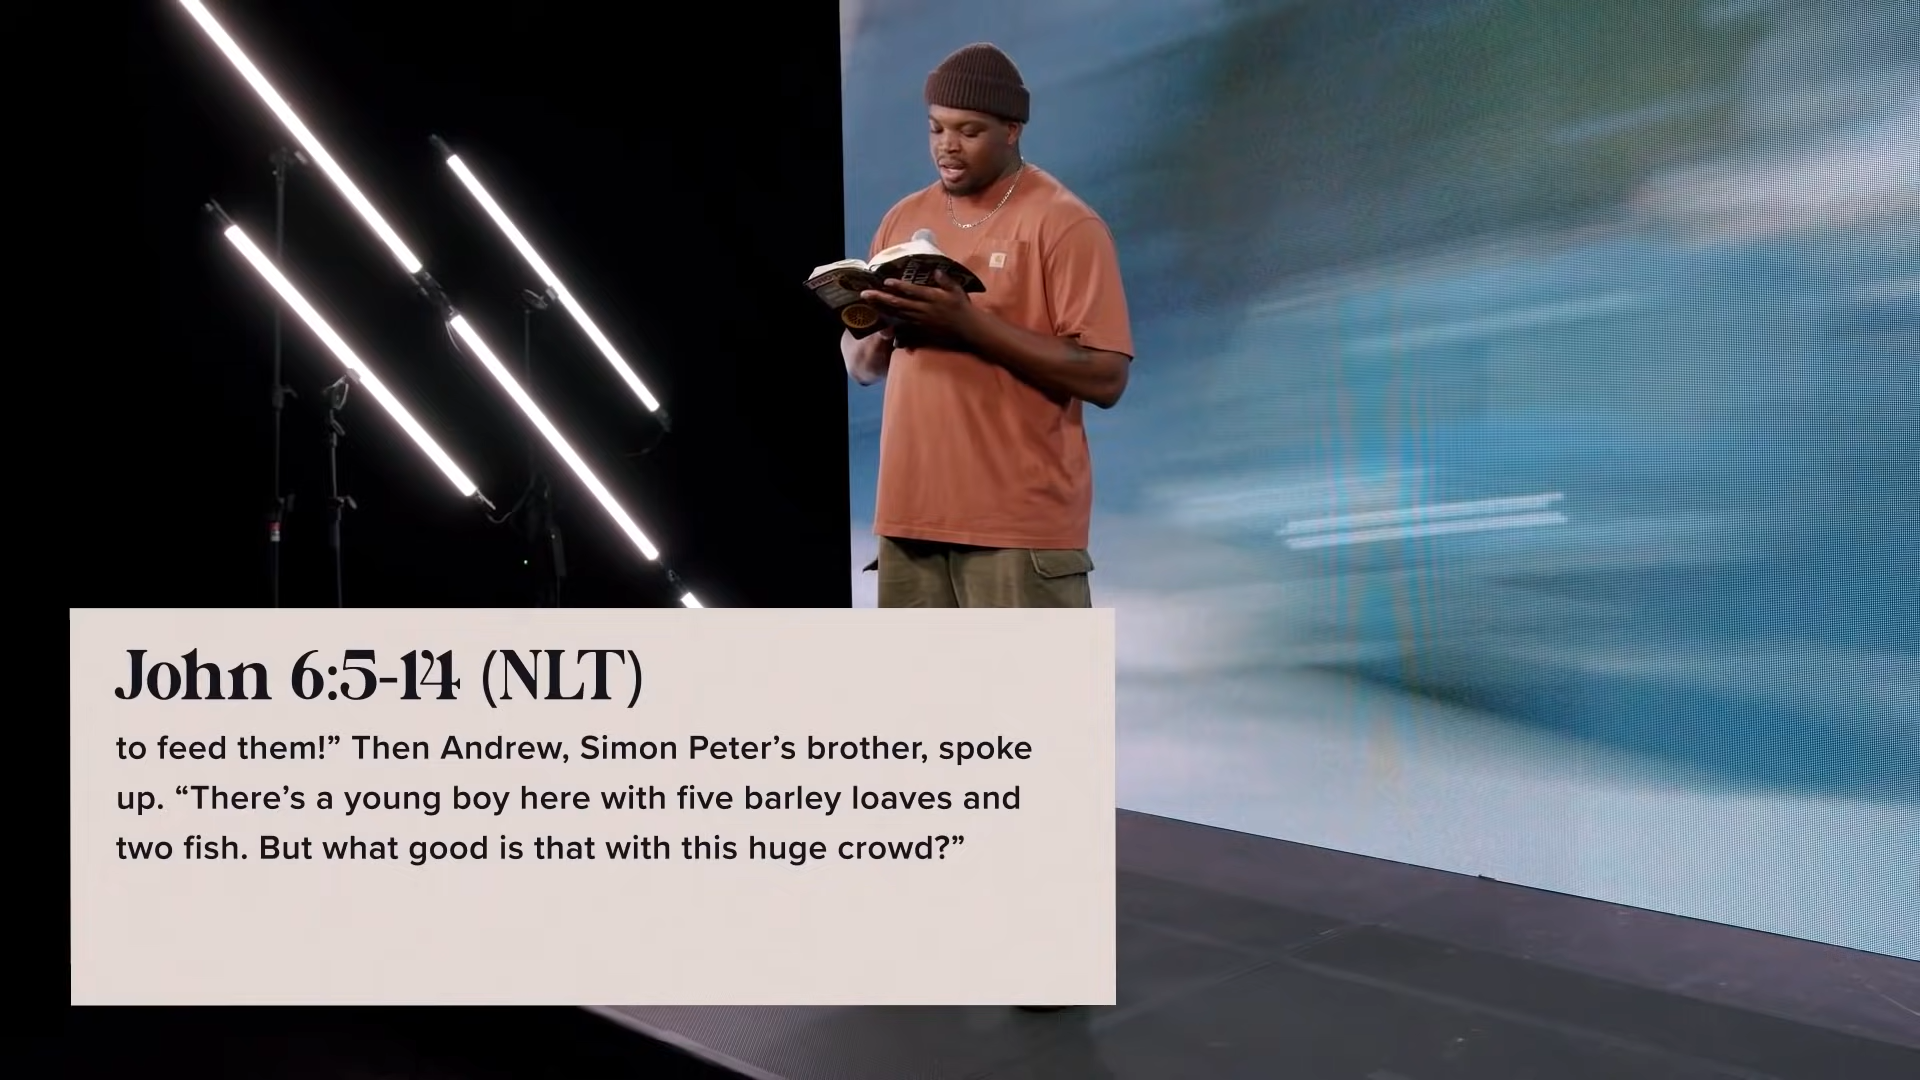 John 6:5-14 (NLT)
to feed them!” Then Andrew, Simon Peter’s brother, spoke
up. “There’s a young boy here with five barley loaves and
two fish. But what good is that with this huge crowd?”